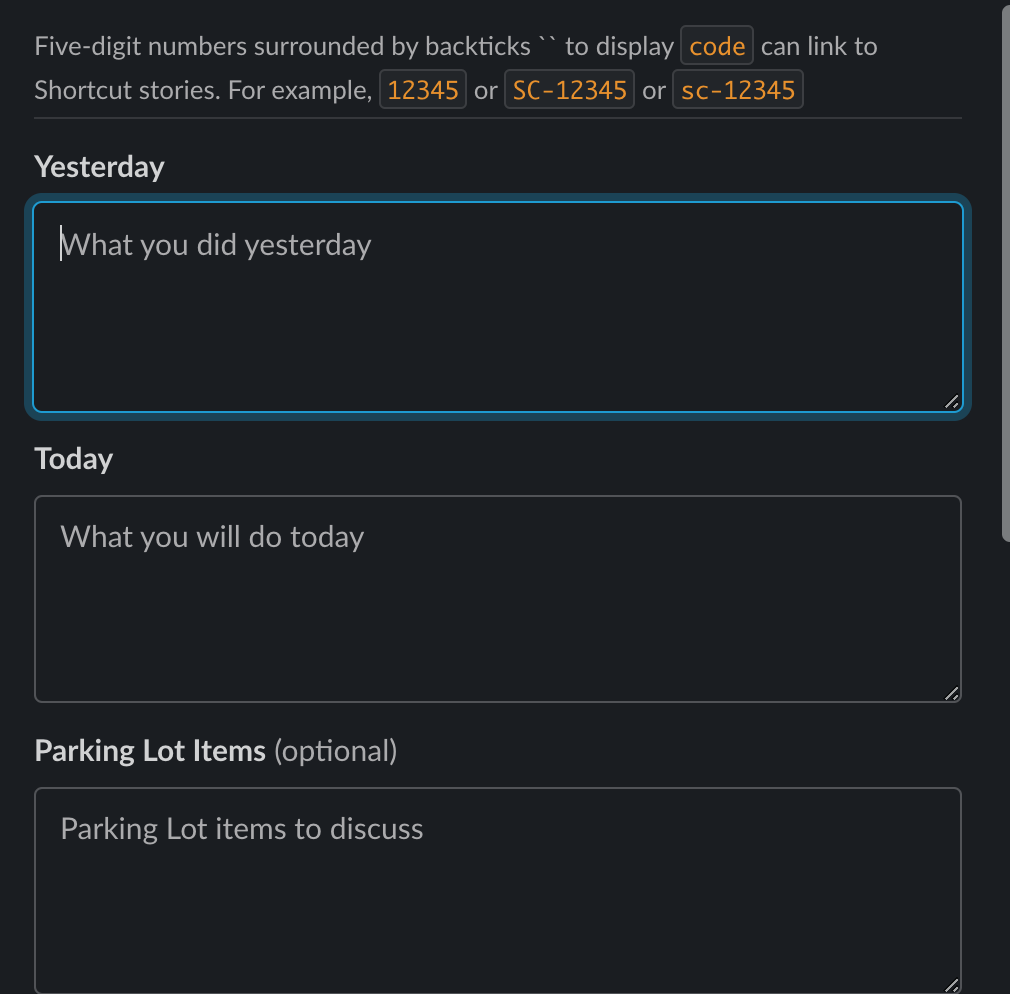 Five-digit numbers surrounded by backticks `` to display code can link to
Shortcut stories. For example, 12345 or SC-12345 or sc-12345
Yesterday
What you did yesterday
Today
What you will do today
Parking Lot Items (optional)
Parking Lot items to discuss